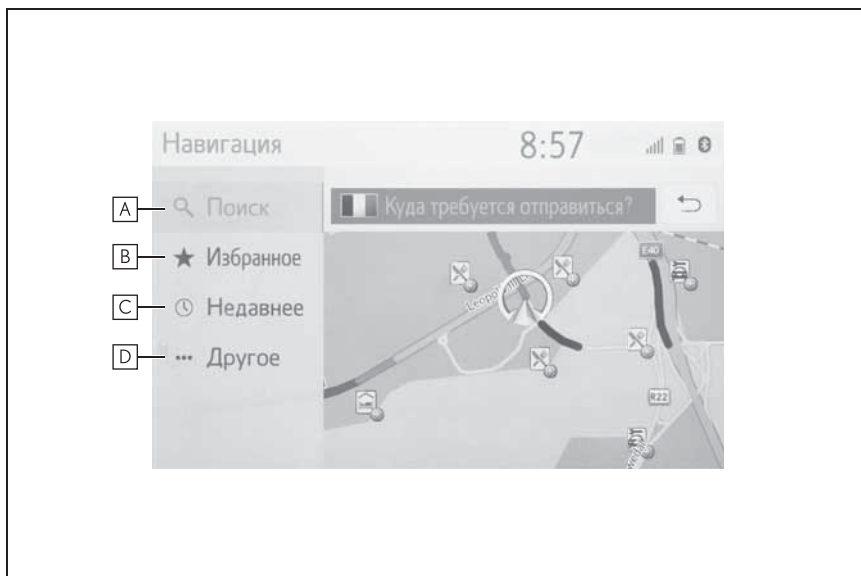 Навигация 8:57
A Поиск Куда требуется отправиться?
B Избранное
C Недавнее
D Другое
E40
R22